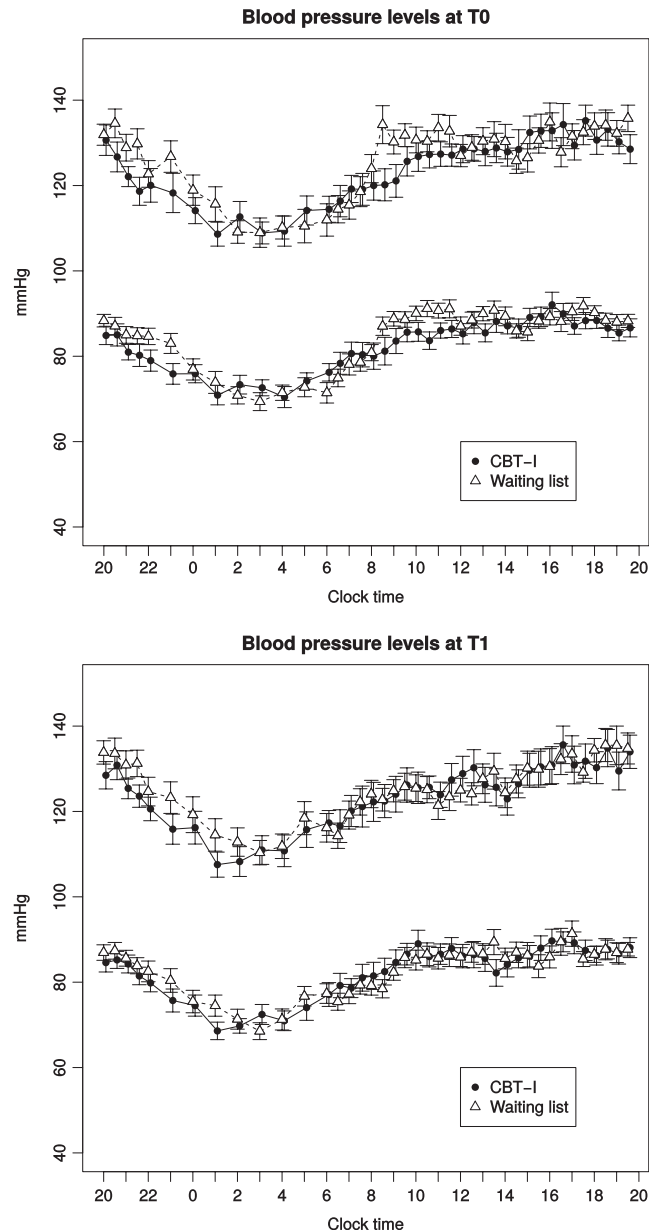 Blood pressure levels at T0
mmHg
140
120
100
80
60
40
CBT-I
Waiting list
20 22 0 2 4 6 8 10 12 14 16 18 20
Clock time
Blood pressure levels at T1
mmHg
140
120
100
80
60
40
CBT-I
Waiting list
20 22 0 2 4 6 8 10 12 14 16 18 20
Clock time